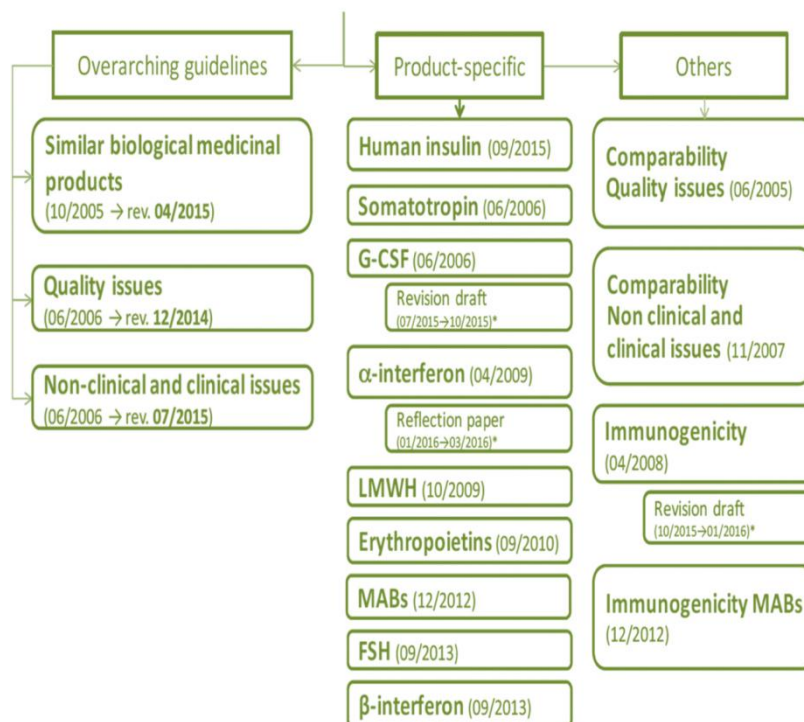 Overarching guidelines
Similar biological medicinal
products
(10/2005 → rev. 04/2015)
Quality issues
(06/2006 → rev. 12/2014)
Non-clinical and clinical issues
(06/2006 → rev. 07/2015)
Product-specific
Human insulin (09/2015)
Somatotropin (06/2006)
G-CSF (06/2006)
Revision draft
(07/2015→10/2015)*
α-interferon (04/2009)
Reflection paper
(01/2016→03/2016)*
LMWH (10/2009)
Erythropoietins (09/2010)
MABs (12/2012)
FSH (09/2013)
β-interferon (09/2013)
Others
Comparability
Quality issues (06/2005)
Comparability
Non clinical and
clinical issues (11/2007
Immunogenicity
(04/2008)
Revision draft
(10/2015→01/2016)*
Immunogenicity MABs
(12/2012)